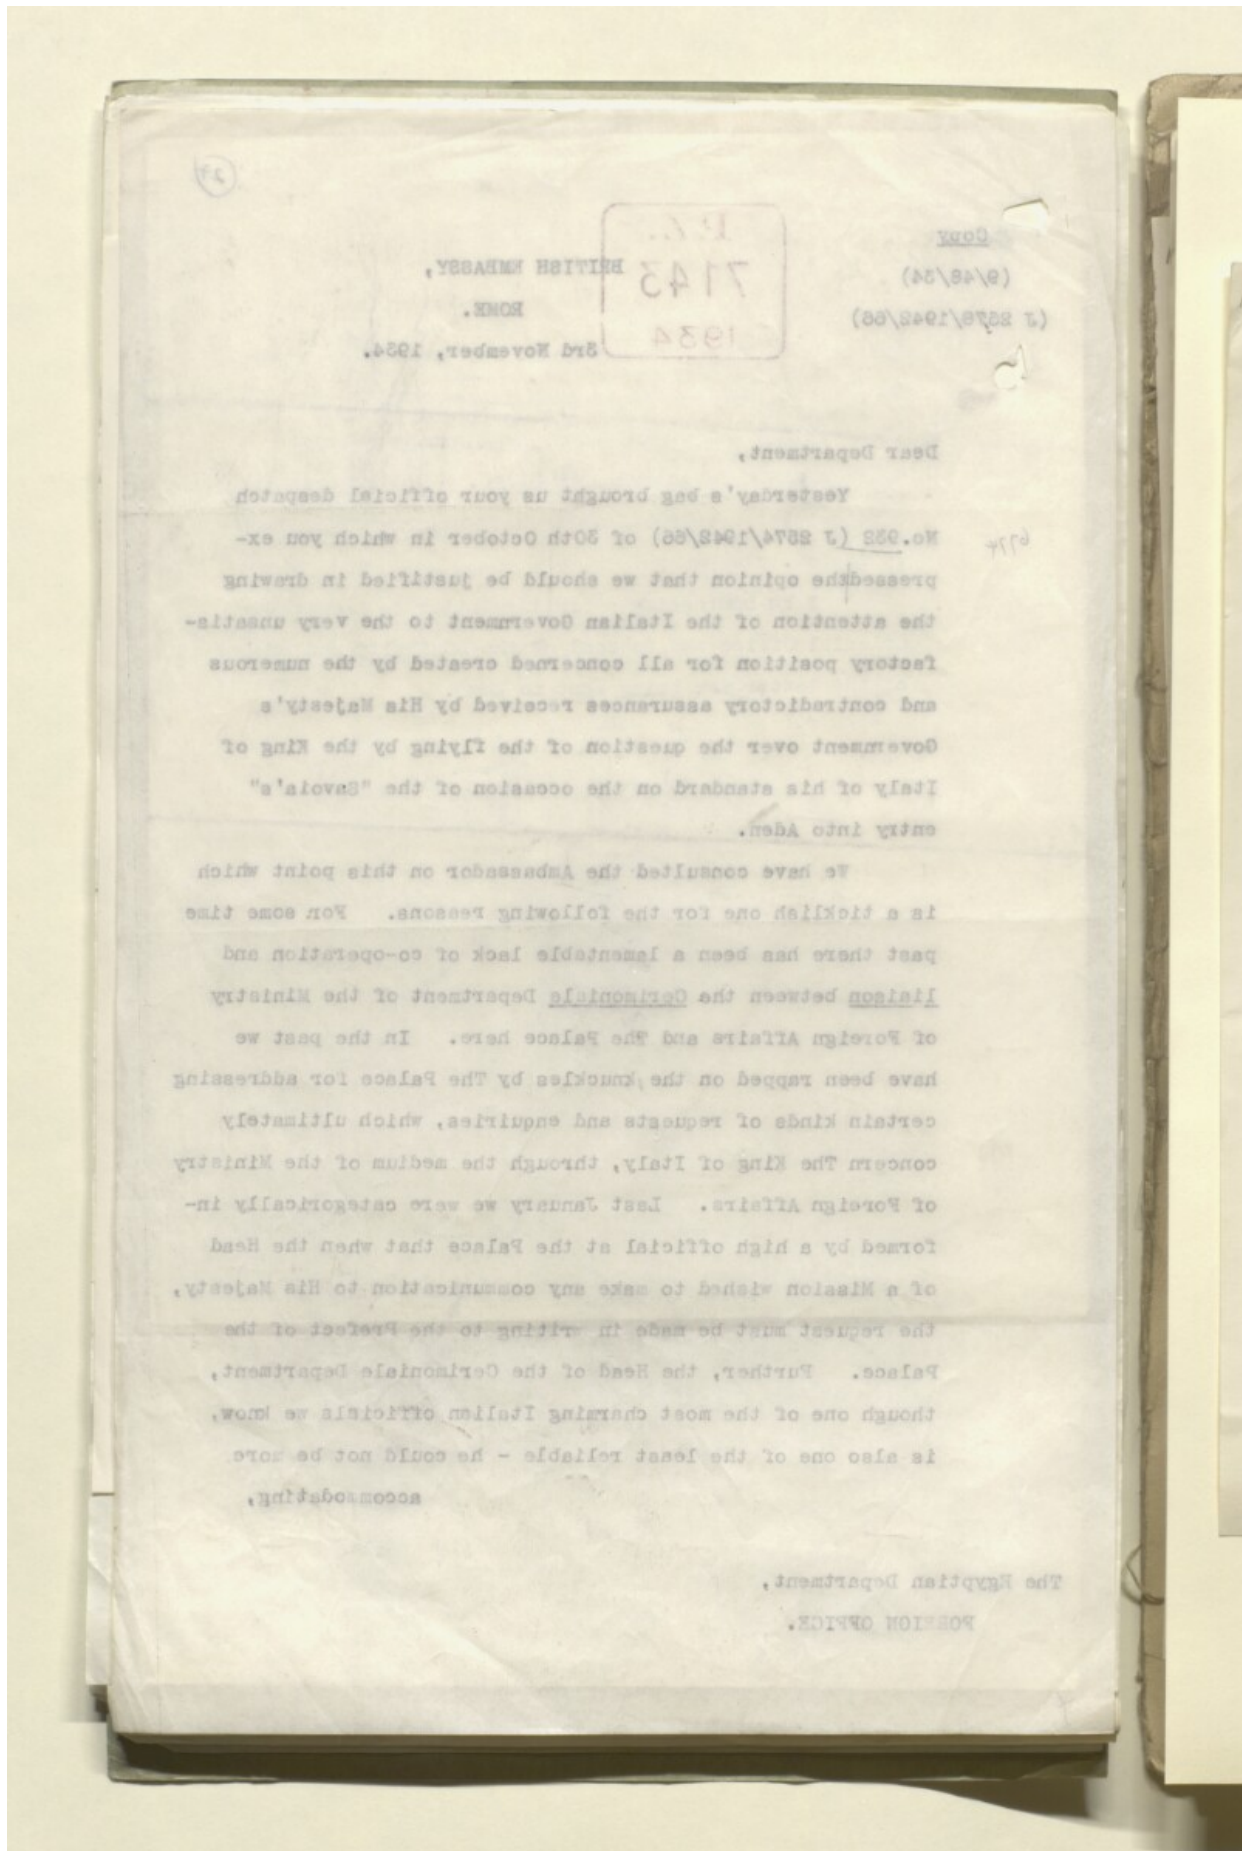 Copy
(9/48/34)
(J 2578/1942/66)
P.Z.
7143
1934
BRITISH EMBASSY,
ROME.
3rd November, 1934.
Dear Department,
Yesterday's bag brought us your official despatch
No.932 (J 2574/1942/66) of 30th October in which you ex-
6774
pressed the opinion that we should be justified in drawing
the attention of the Italian Government to the very unsatis-
factory position for all concerned created by the numerous
and contradictory assurances received by His Majesty's
Government over the question of the flying by the King of
Italy of his standard on the occasion of the "Savoia's"
entry into Aden.
We have consulted the Ambassador on this point which
is a ticklish one for the following reasons. For some time
past there has been a lamentable lack of co-operation and
liaison between the Cerimoniale Department of the Ministry
of Foreign Affairs and The Palace here. In the past we
have been rapped on the knuckles by The Palace for addressing
certain kinds of requests and enquiries, which ultimately
concern The King of Italy, through the medium of the Ministry
of Foreign Affairs. Last January we were categorically in-
formed by a high official at the Palace that when the Head
of a Mission wished to make any communication to His Majesty,
the request must be made in writing to the Prefect of the
Palace. Further, the Head of the Cerimoniale Department,
though one of the most charming Italian officials we know,
is also one of the least reliable - he could not be more
accommodating,
The Egyptian Department,
FOREIGN OFFICE.